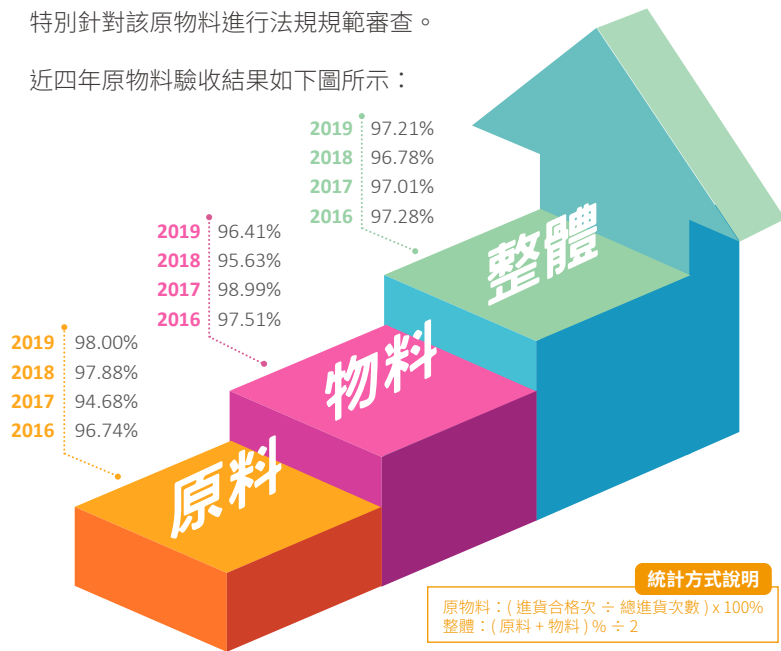 特別針對該原物料進行法規規範審查。
近四年原物料驗收結果如下圖所示：
2019 97.21%
2018 96.78%
2017 97.01%
2016 97.28%
整體
2019 96.41%
2018 95.63%
2017 98.99%
2016 97.51%
物料
2019 98.00%
2018 97.88%
2017 94.68%
2016 96.74%
原料
統計方式說明
原物料：( 進貨合格次 ÷ 總進貨次數 ) x 100%
整體：( 原料 + 物料 ) % ÷ 2